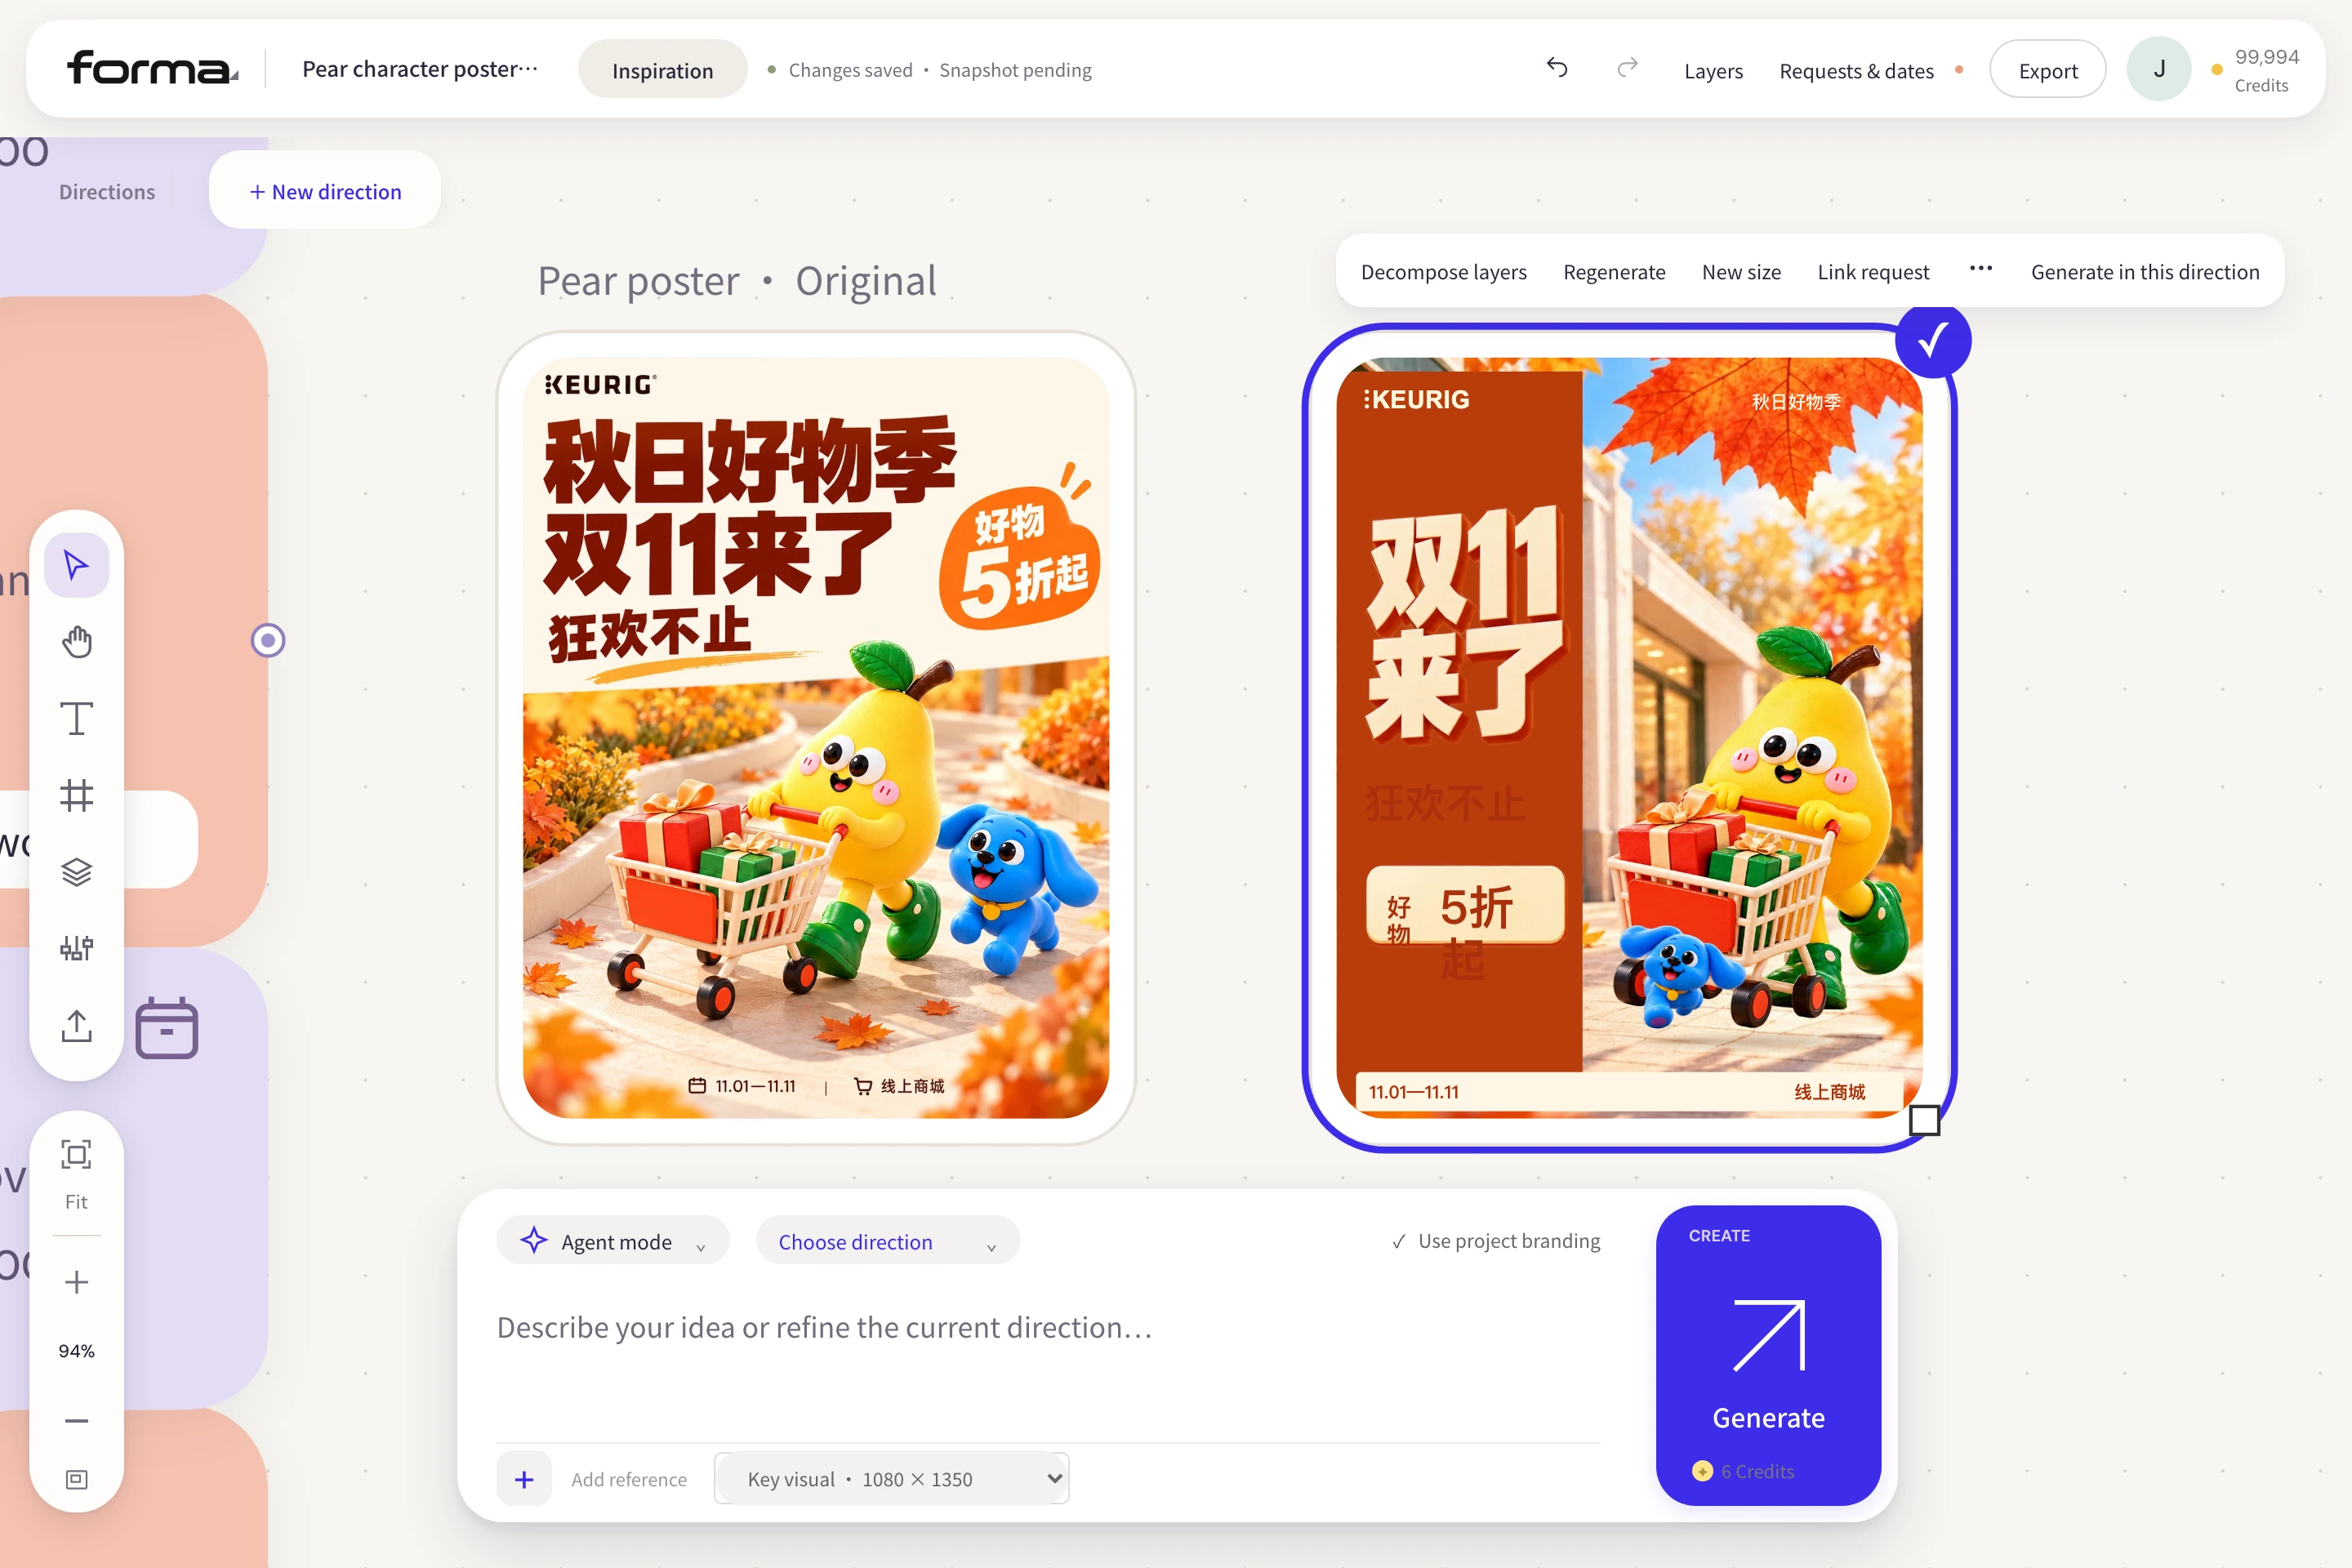 forma
Pear character poster…
Inspiration
Changes saved • Snapshot pending
Layers
Requests & dates
Export
J
99,994
Credits
Directions
+ New direction
Pear poster • Original
Decompose layers
Regenerate
New size
Link request
Generate in this direction
KEURIG
秋日好物季
双11来了
狂欢不止
好物
5折起
11.01—11.11 | 线上商城
KEURIG
秋日好物季
双11
来了
狂欢不止
好
物
5折
起
11.01—11.11
线上商城
Fit
94%
Agent mode
Choose direction
✓ Use project branding
Describe your idea or refine the current direction…
+ Add reference
Key visual • 1080 × 1350
CREATE
Generate
6 Credits